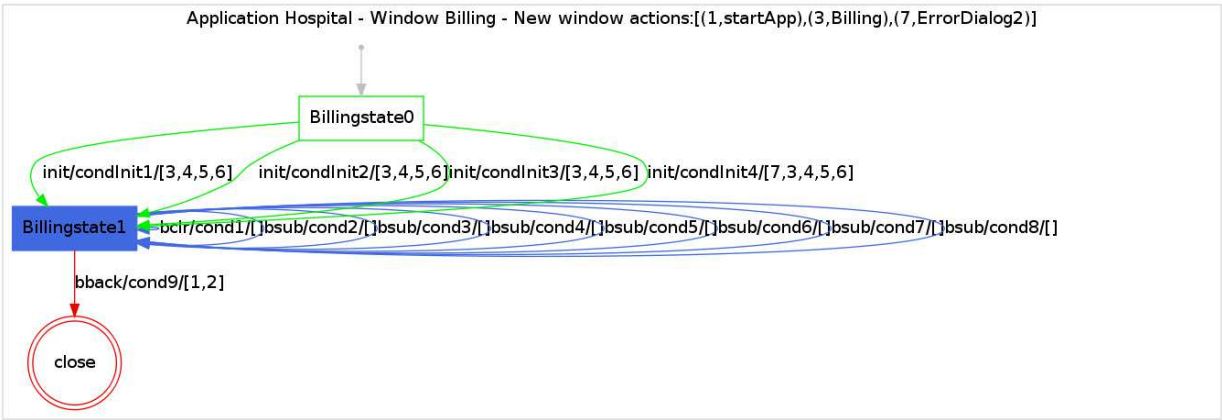 Application Hospital - Window Billing - New window actions:[(1,startApp),(3,Billing),(7,ErrorDialog2)]
Billingstate0
init/condInit1/[3,4,5,6]
init/condInit2/[3,4,5,6]
init/condInit3/[3,4,5,6]
init/condInit4/[7,3,4,5,6]
Billingstate1
bclr/cond1/[]
bsub/cond2/[]
bsub/cond3/[]
bsub/cond4/[]
bsub/cond5/[]
bsub/cond6/[]
bsub/cond7/[]
bsub/cond8/[]
bback/cond9/[1,2]
close